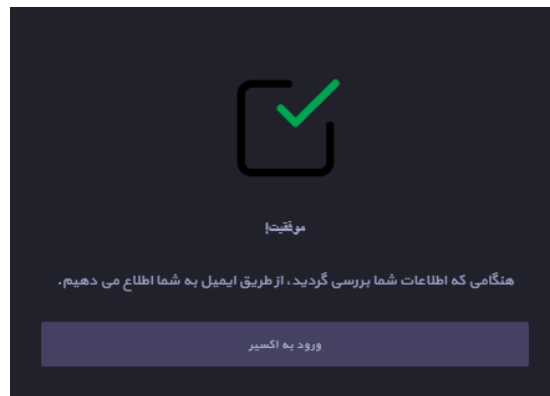 موفقیت!
هنگامی که اطلاعات شما بررسی گردید، از طریق ایمیل به شما اطلاع می دهیم.
ورود به اکسیر